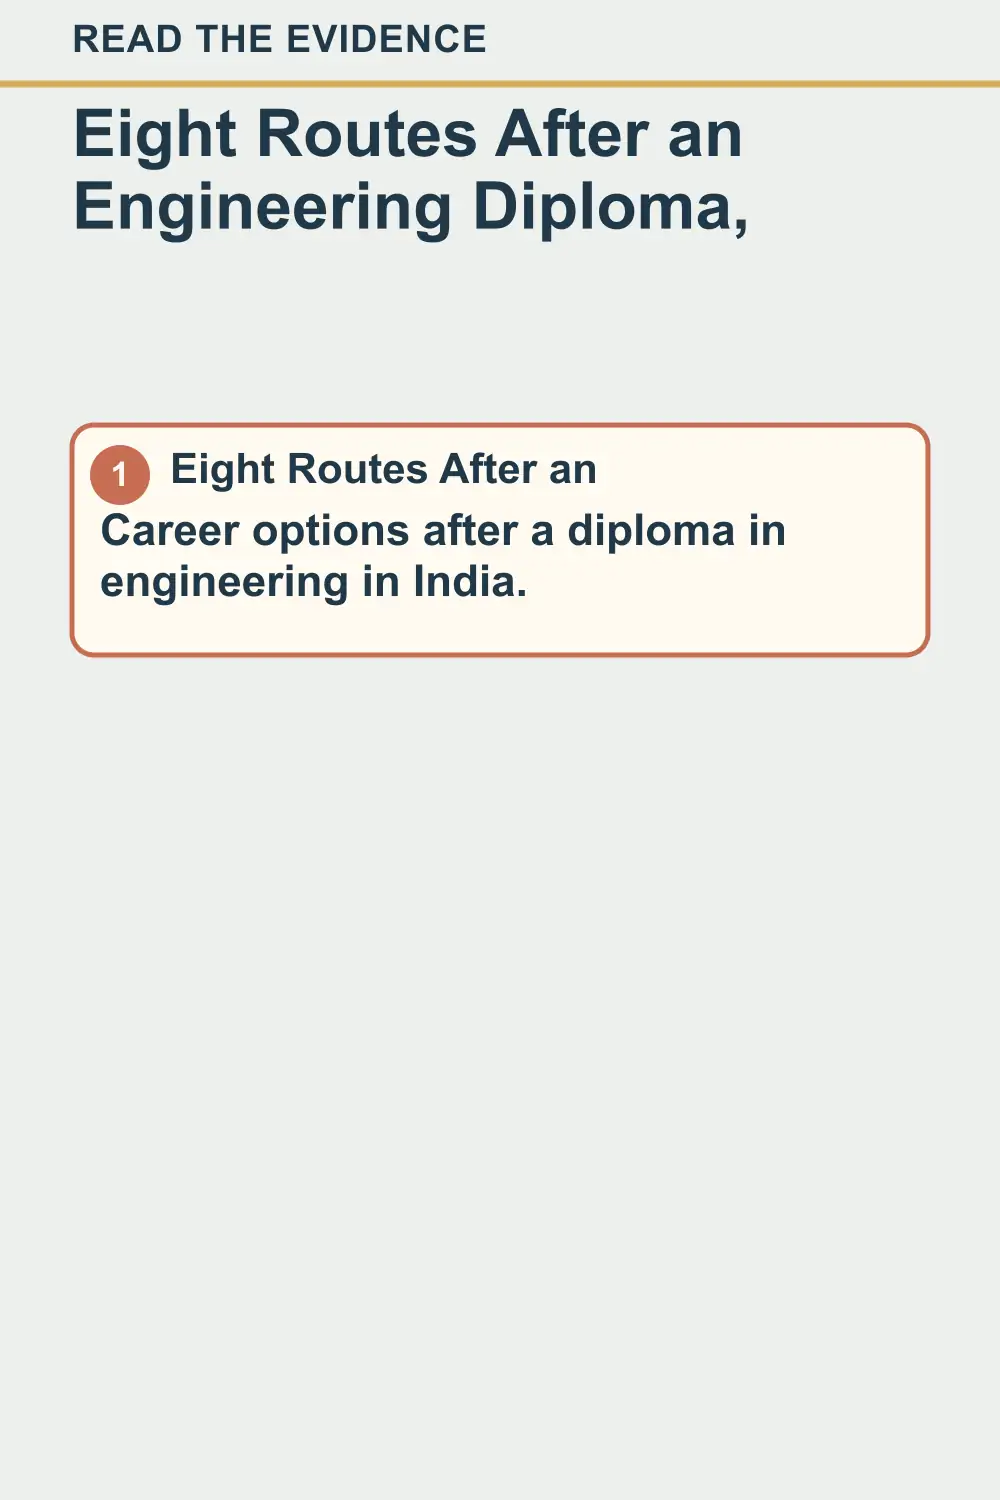 READ THE EVIDENCE
Eight Routes After an
Engineering Diploma,
1 Eight Routes After an
Career options after a diploma in
engineering in India.